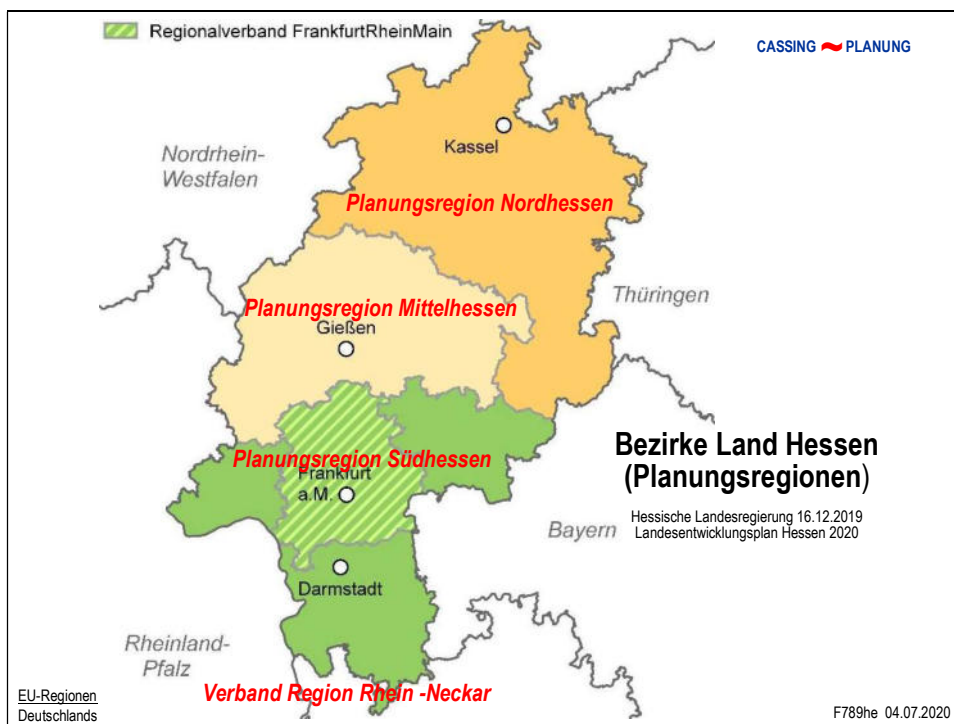 Regionalverband FrankfurtRheinMain
CASSING ~ PLANUNG
Kassel
Nordrhein-
Westfalen
Planungsregion Nordhessen
Thüringen
Planungsregion Mittelhessen
Gießen
Bezirke Land Hessen
(Planungsregionen)
Planungsregion Südhessen
Frankfurt
a.M.
Hessische Landesregierung 16.12.2019
Landesentwicklungsplan Hessen 2020
Bayern
Darmstadt
Rheinland-
Pfalz
Verband Region Rhein -Neckar
EU-Regionen
Deutschlands
F789he 04.07.2020